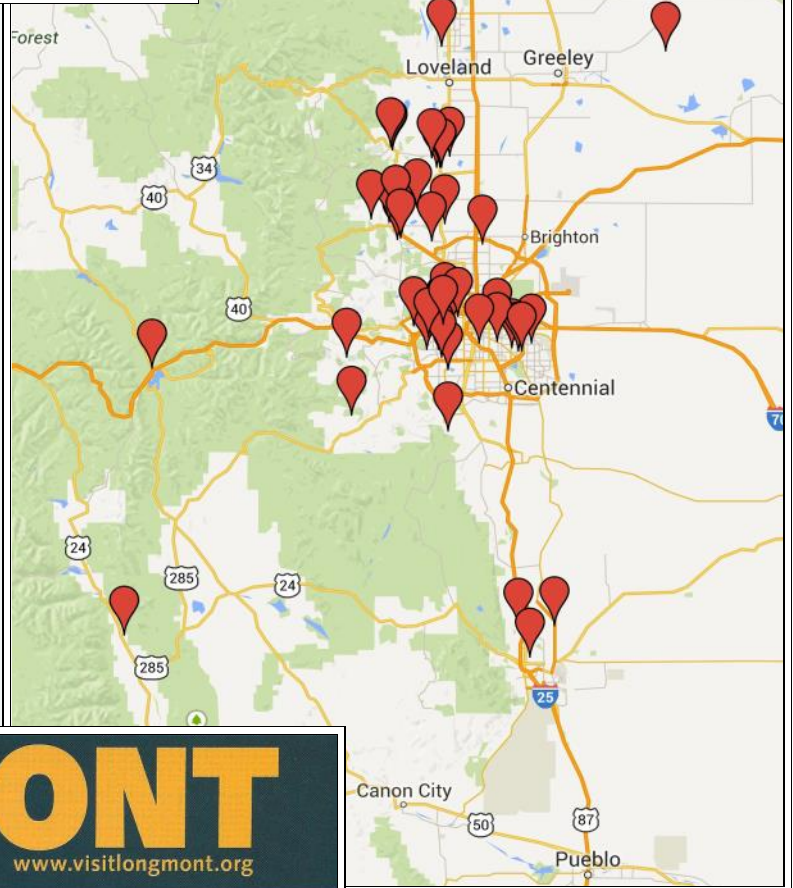 Forest
Loveland
Greeley
34
40
Brighton
40
Centennial
70
24
285
24
285
25
Canon City
50
87
Pueblo
ONT
www.visitlongmont.org